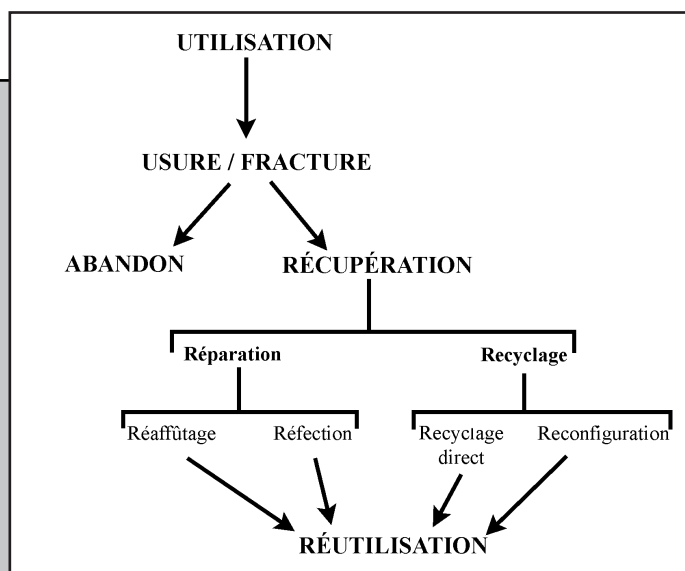 UTILISATION
USURE / FRACTURE
ABANDON
RÉCUPÉRATION
Réparation
Recyclage
Réaffûtage
Réfection
Recyclage
direct
Reconfiguration
RÉUTILISATION